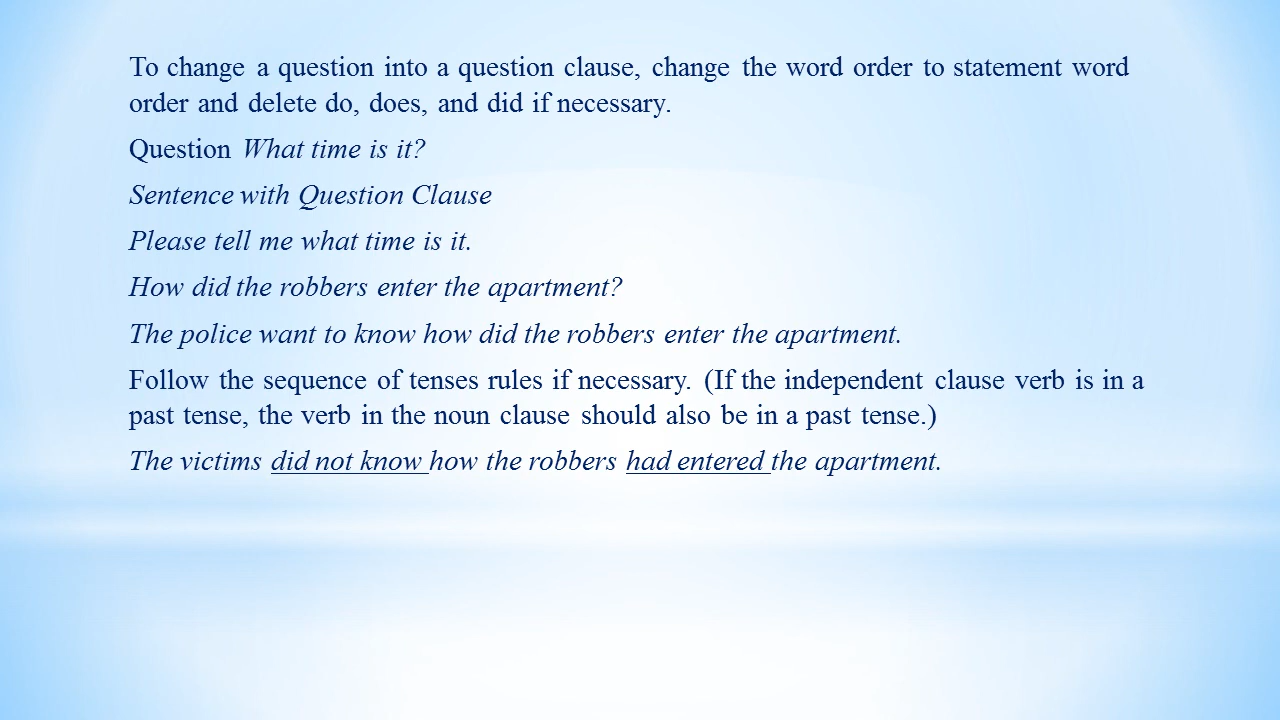 To change a question into a question clause, change the word order to statement word
order and delete do, does, and did if necessary.
Question What time is it?
Sentence with Question Clause
Please tell me what time is it.
How did the robbers enter the apartment?
The police want to know how did the robbers enter the apartment.
Follow the sequence of tenses rules if necessary. (If the independent clause verb is in a
past tense, the verb in the noun clause should also be in a past tense.)
The victims did not know how the robbers had entered the apartment.